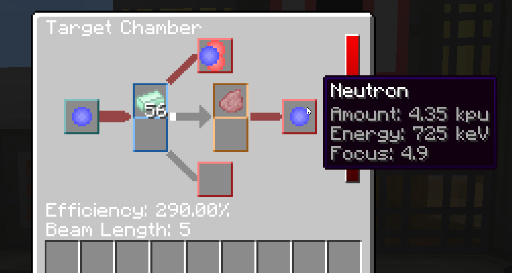 Target Chamber
56
Neutron
Amount: 4.35 kpu
Energy: 725 keV
Focus: 4.9
Efficiency: 290.00%
Beam Length: 5